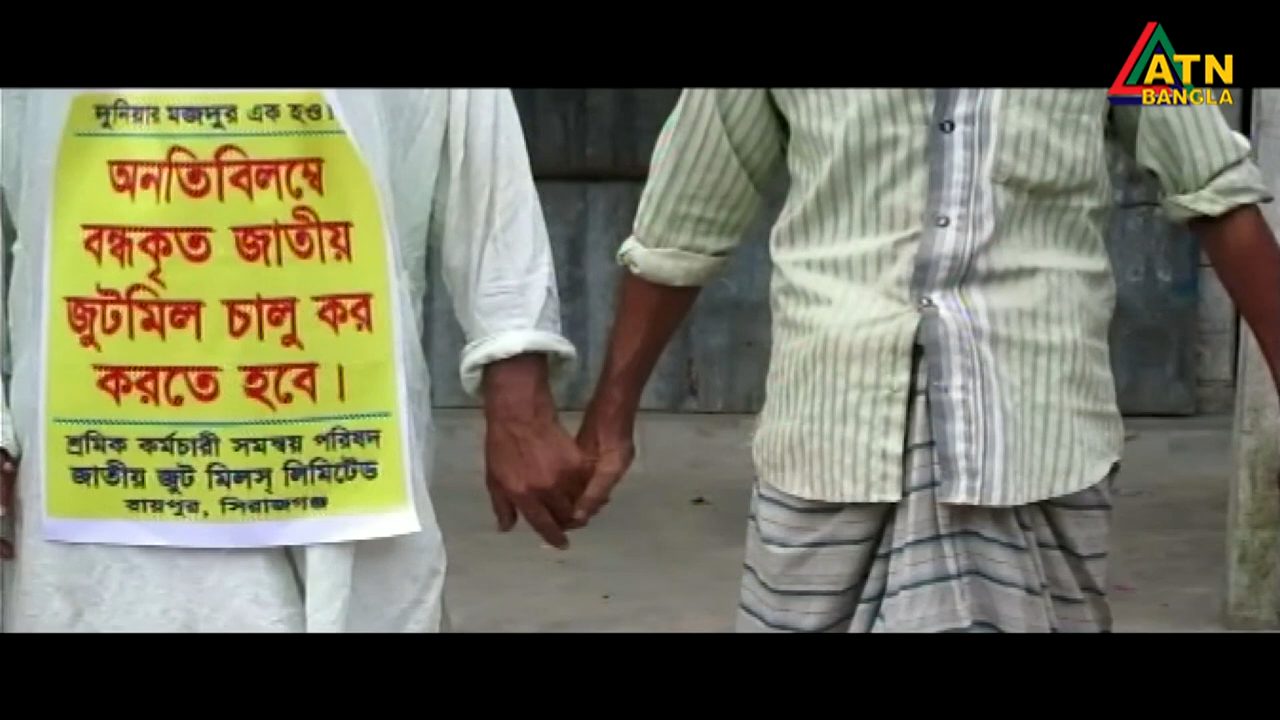 দুনিয়ার মজদুর এক হও।
অনতিবিলম্বে
বন্ধকৃত জাতীয়
জুটমিল চালু কর
করতে হবে।
শ্রমিক কর্মচারী সমন্বয় পরিষদ
জাতীয় জুট মিলস্ লিমিটেড
রায়পুর, সিরাজগঞ্জ
ATN
BANGLA